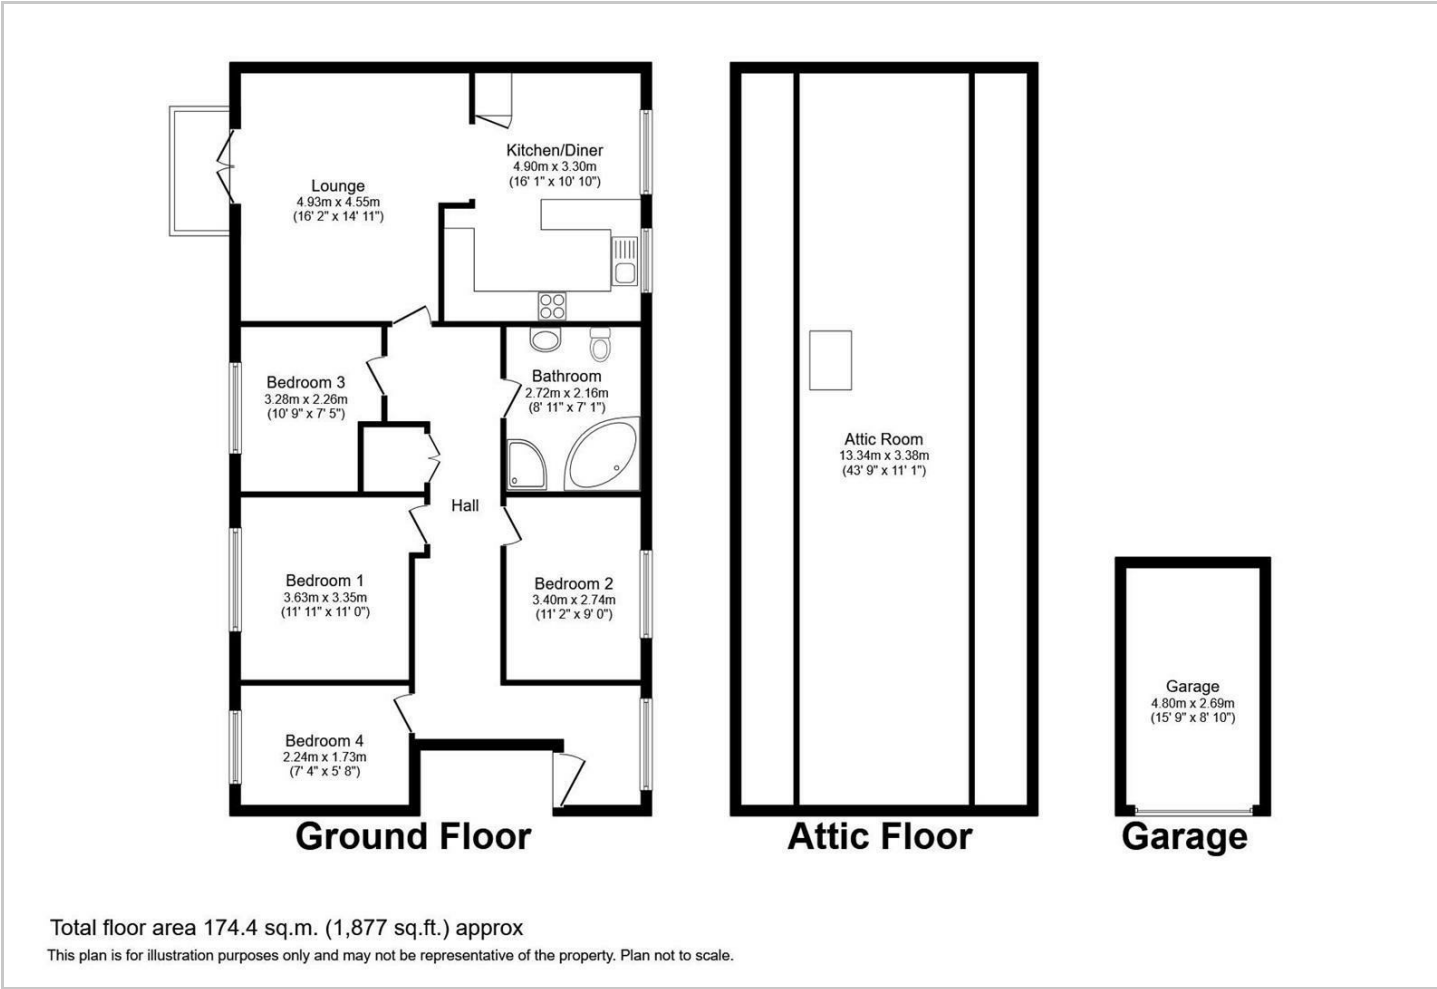 Lounge
4.93m x 4.55m
(16' 2" x 14' 11")
Kitchen/Diner
4.90m x 3.30m
(16' 1" x 10' 10")
Bedroom 3
3.28m x 2.26m
(10' 9" x 7' 5")
Bathroom
2.72m x 2.16m
(8' 11" x 7' 1")
Hall
Bedroom 1
3.63m x 3.35m
(11' 11" x 11' 0")
Bedroom 2
3.40m x 2.74m
(11' 2" x 9' 0")
Bedroom 4
2.24m x 1.73m
(7' 4" x 5' 8")
Ground Floor
Attic Room
13.34m x 3.38m
(43' 9" x 11' 1")
Attic Floor
Garage
4.80m x 2.69m
(15' 9" x 8' 10")
Garage
Total floor area 174.4 sq.m. (1,877 sq.ft.) approx
This plan is for illustration purposes only and may not be representative of the property. Plan not to scale.